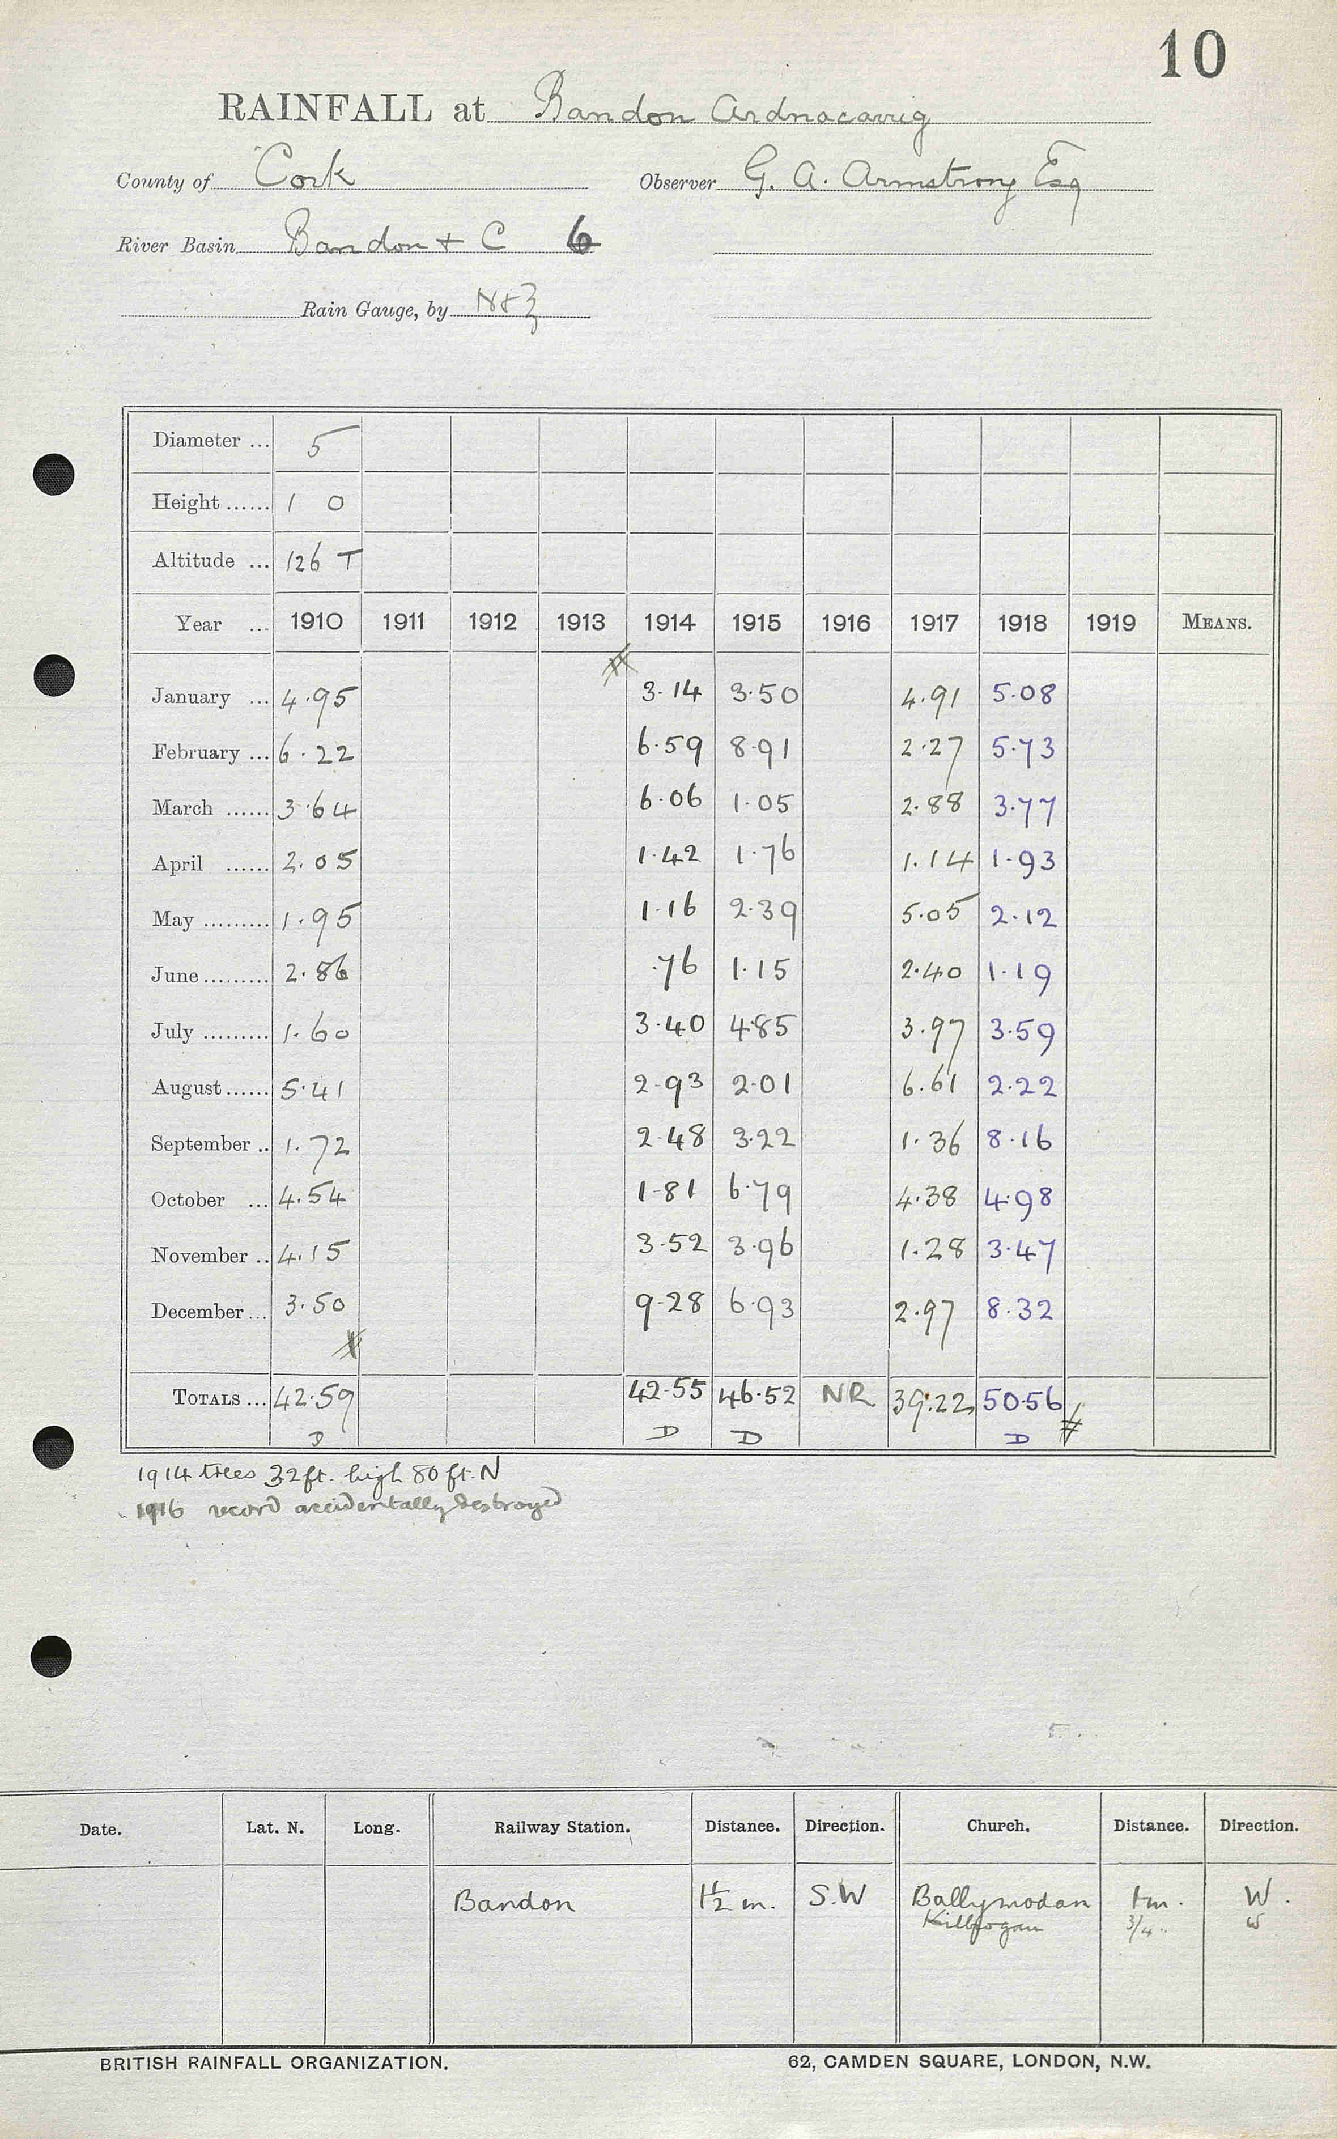 10
RAINFALL at Bandon Ardnacavig
County of Cork Observer G. A. Armstrong Esq
River Basin Bandon + C 6
Rain Gauge, by N & Z
Diameter ... 5
Height ...... 1 0
Altitude ... 126 T
Year ... 1910 1911 1912 1913 1914 1915 1916 1917 1918 1919 MEANS.
January ... 4.95 3.14 3.50 4.91 5.08
February ... 6.22 6.59 8.91 2.27 5.73
March ...... 3.64 6.06 1.05 2.88 3.77
April ...... 2.05 1.42 1.76 1.14 1.93
May ......... 1.95 1.16 2.39 5.05 2.12
June ......... 2.86 .76 1.15 2.40 1.19
July ......... 1.60 3.40 4.85 3.97 3.59
August ...... 5.41 2.93 2.01 6.61 2.22
September .. 1.72 2.48 3.22 1.36 8.16
October ... 4.54 1.81 6.79 4.38 4.98
November .. 4.15 3.52 3.96 1.28 3.47
December ... 3.50 9.28 6.93 2.97 8.32
TOTALS ... 42.59 42.55 46.52 NR 39.22 50.56
D D D D
1914 trees 32ft. high 80 ft. N
1916 record accidentally destroyed
Date. Lat. N. Long. Railway Station. Distance. Direction. Church. Distance. Direction.
Bandon 1½ m. S.W Ballymodan 1m. W.
Kilbrogan 3/4 W
BRITISH RAINFALL ORGANIZATION. 62, CAMDEN SQUARE, LONDON, N.W.